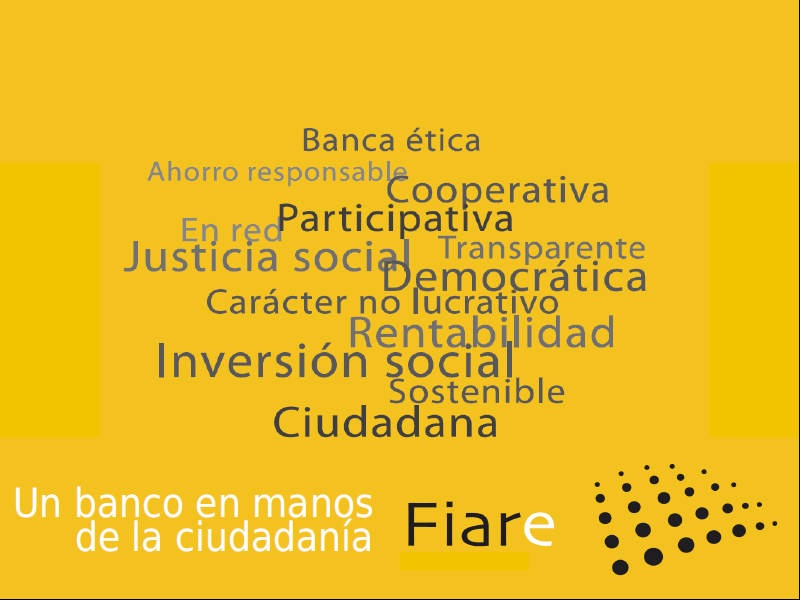 Banca ética
Ahorro responsable
Cooperativa
Participativa
En red
Transparente
Justicia social
Democrática
Carácter no lucrativo
Rentabilidad
Inversión social
Sostenible
Ciudadana
Un banco en manos
de la ciudadanía
Fiare